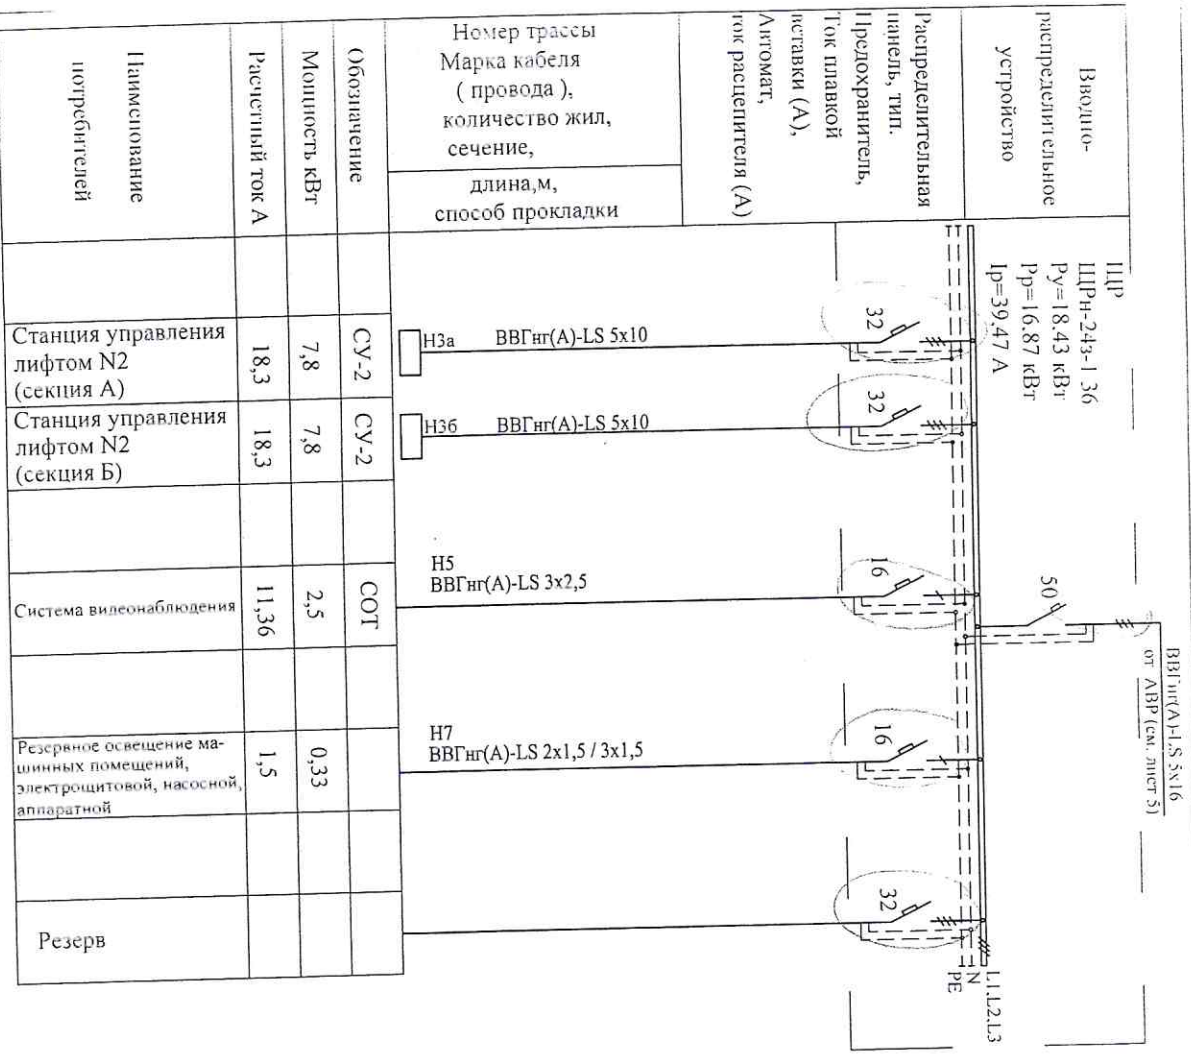 Вводно-
распределительное
устройство
Распределительная
панель, тип.
Предохранитель,
Ток плавкой
вставки (А),
Автомат,
ток расцепителя (А)
Номер трассы
Марка кабеля
( провода ),
количество жил,
сечение,
длина,м,
способ прокладки
Обозначение
Мощность кВт
Расчетный ток А
Наименование
потребителей
ЩР
ЩРн-24з-1 36
Ру=18.43 кВт
Рр=16.87 кВт
Iр=39,47 А
ВВГнг(А)-LS 5х16
от АВР (см. лист 5)
50
L1.L2.L3
N
PE
32
Н3а ВВГнг(А)-LS 5х10
СУ-2
7,8
18,3
Станция управления
лифтом N2
(секция А)
32
Н3б ВВГнг(А)-LS 5х10
СУ-2
7,8
18,3
Станция управления
лифтом N2
(секция Б)
16
Н5
ВВГнг(А)-LS 3х2,5
СОТ
2,5
11,36
Система видеонаблюдения
16
Н7
ВВГнг(А)-LS 2х1,5 / 3х1,5
0,33
1,5
Резервное освещение ма-
шинных помещений,
электрощитовой, насосной,
аппаратной
32
Резерв